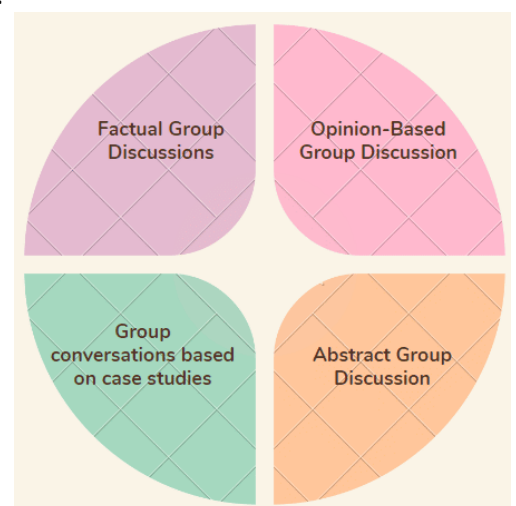 Factual Group
Discussions
Opinion-Based
Group Discussion
Group
conversations based
on case studies
Abstract Group
Discussion